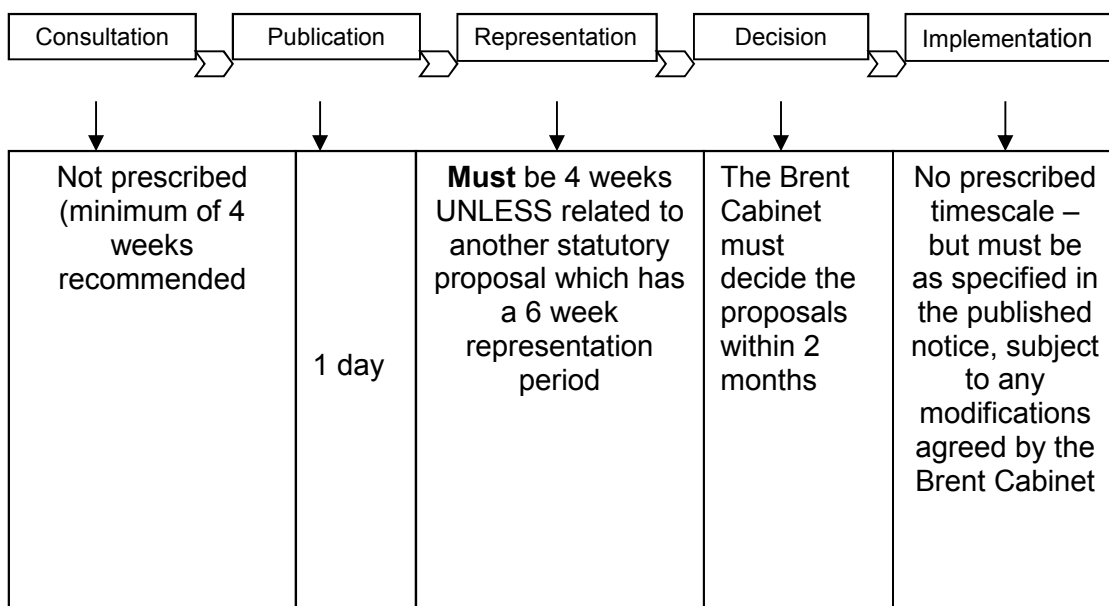 Consultation
Publication
Representation
Decision
Implementation
Not prescribed
(minimum of 4
weeks
recommended
1 day
Must be 4 weeks
UNLESS related to
another statutory
proposal which has
a 6 week
representation
period
The Brent
Cabinet
must
decide the
proposals
within 2
months
No prescribed
timescale –
but must be
as specified in
the published
notice, subject
to any
modifications
agreed by the
Brent Cabinet